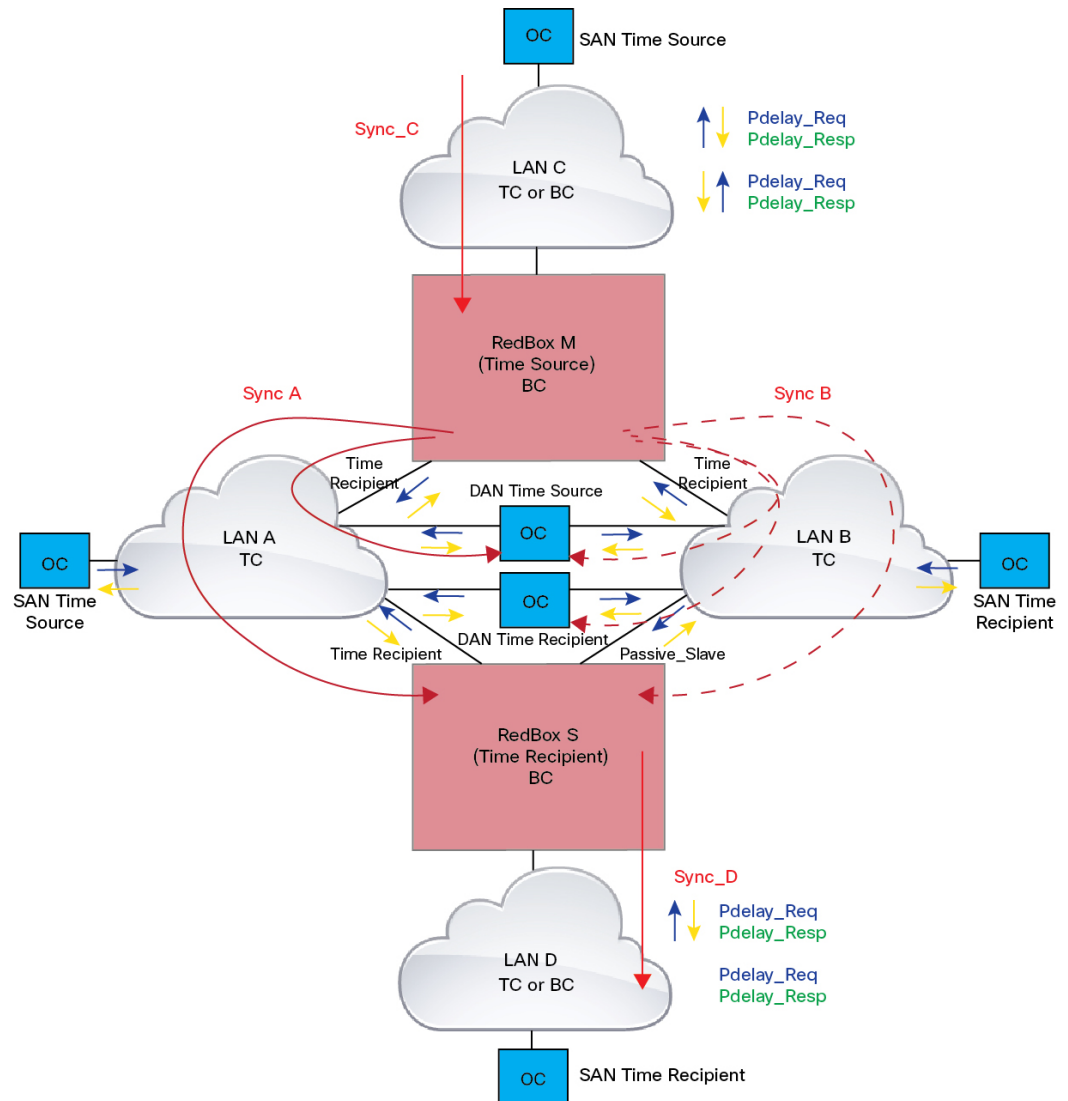 OC
SAN Time Source
Sync_C
Pdelay_Req
Pdelay_Resp
LAN C
TC or BC
Pdelay_Req
Pdelay_Resp
RedBox M
(Time Source)
BC
Sync A
Sync B
Time
Recipient
Time
Recipient
DAN Time Source
OC
LAN A
TC
LAN B
TC
OC
SAN Time
Source
OC
SAN Time
Recipient
OC
DAN Time Recipient
Time Recipient
Passive_Slave
RedBox S
(Time Recipient)
BC
Sync_D
Pdelay_Req
Pdelay_Resp
LAN D
TC or BC
Pdelay_Req
Pdelay_Resp
OC
SAN Time Recipient